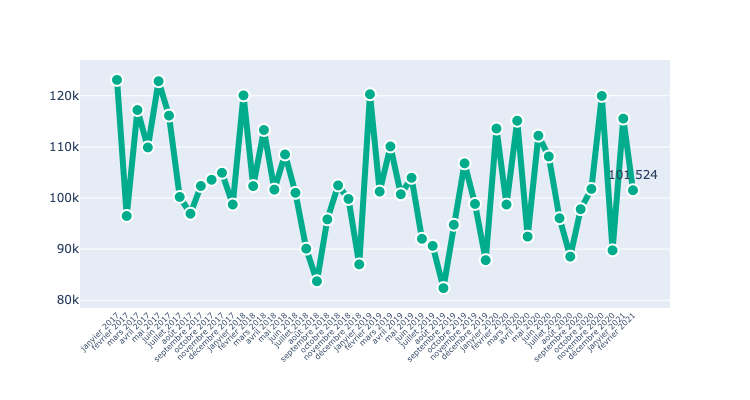 120k
110k
100k
90k
80k
101,524
janvier 2017
février 2017
mars 2017
avril 2017
mai 2017
juin 2017
juillet 2017
août 2017
septembre 2017
octobre 2017
novembre 2017
décembre 2017
janvier 2018
février 2018
mars 2018
avril 2018
mai 2018
juin 2018
juillet 2018
août 2018
septembre 2018
octobre 2018
novembre 2018
décembre 2018
janvier 2019
février 2019
mars 2019
avril 2019
mai 2019
juin 2019
juillet 2019
août 2019
septembre 2019
octobre 2019
novembre 2019
décembre 2019
janvier 2020
février 2020
mars 2020
avril 2020
mai 2020
juin 2020
juillet 2020
août 2020
septembre 2020
octobre 2020
novembre 2020
décembre 2020
janvier 2021
février 2021